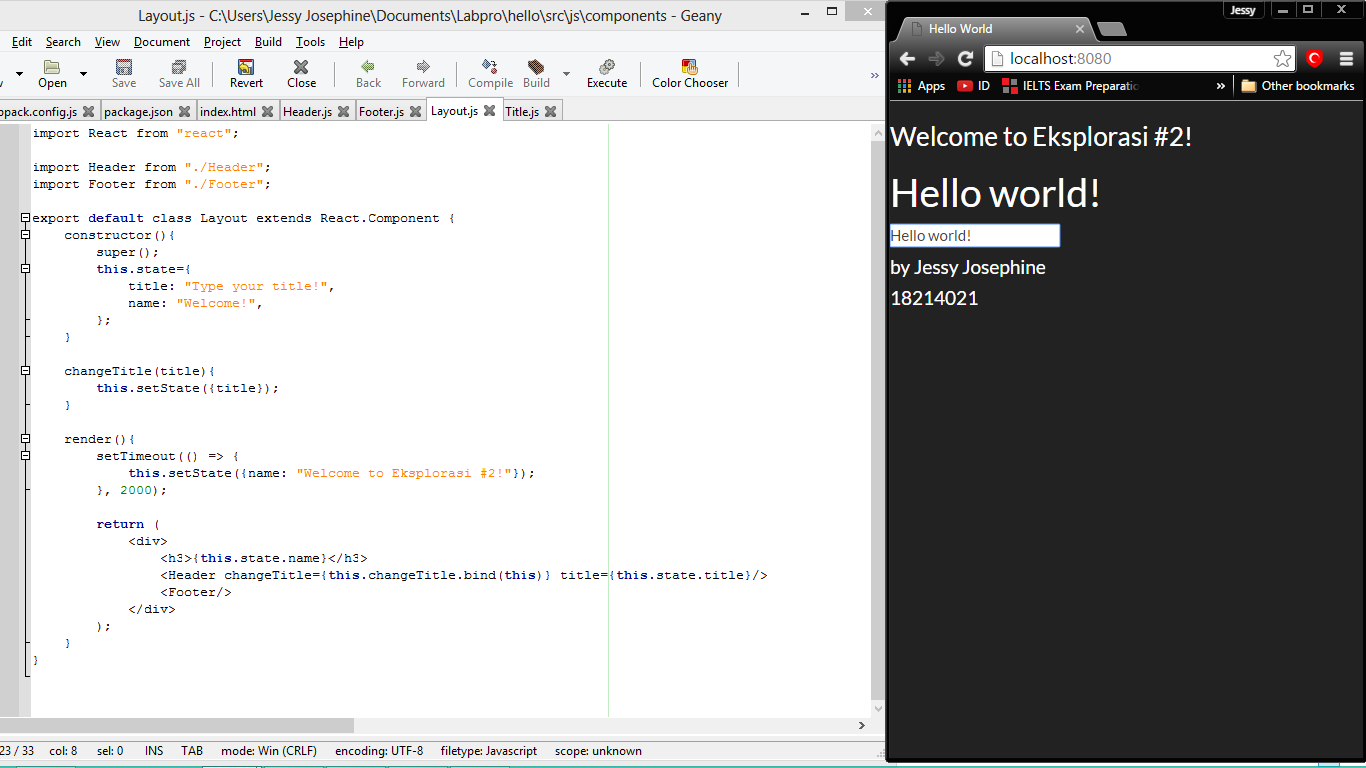 Layout.js - C:\Users\Jessy Josephine\Documents\Labpro\hello\src\js\components - Geany
Edit Search View Document Project Build Tools Help
Open Save Save All Revert Close Back Forward Compile Build Execute Color Chooser »
package.json index.html Header.js Footer.js Layout.js Title.js
import React from "react";
import Header from "./Header";
import Footer from "./Footer";
export default class Layout extends React.Component {
constructor(){
super();
this.state={
title: "Type your title!",
name: "Welcome!",
};
}
changeTitle(title){
this.setState({title});
}
render(){
setTimeout(() => {
this.setState({name: "Welcome to Eksplorasi #2!"});
}, 2000);
return (
<div>
<h3>{this.state.name}</h3>
<Header changeTitle={this.changeTitle.bind(this)} title={this.state.title}/>
<Footer/>
</div>
);
}
}
23 / 33 col: 8 sel: 0 INS TAB mode: Win (CRLF) encoding: UTF-8 filetype: Javascript scope: unknown
Jessy
Hello World
localhost:8080
Apps ID IELTS Exam Preparatio » Other bookmarks
Welcome to Eksplorasi #2!
Hello world!
Hello world!
by Jessy Josephine
18214021